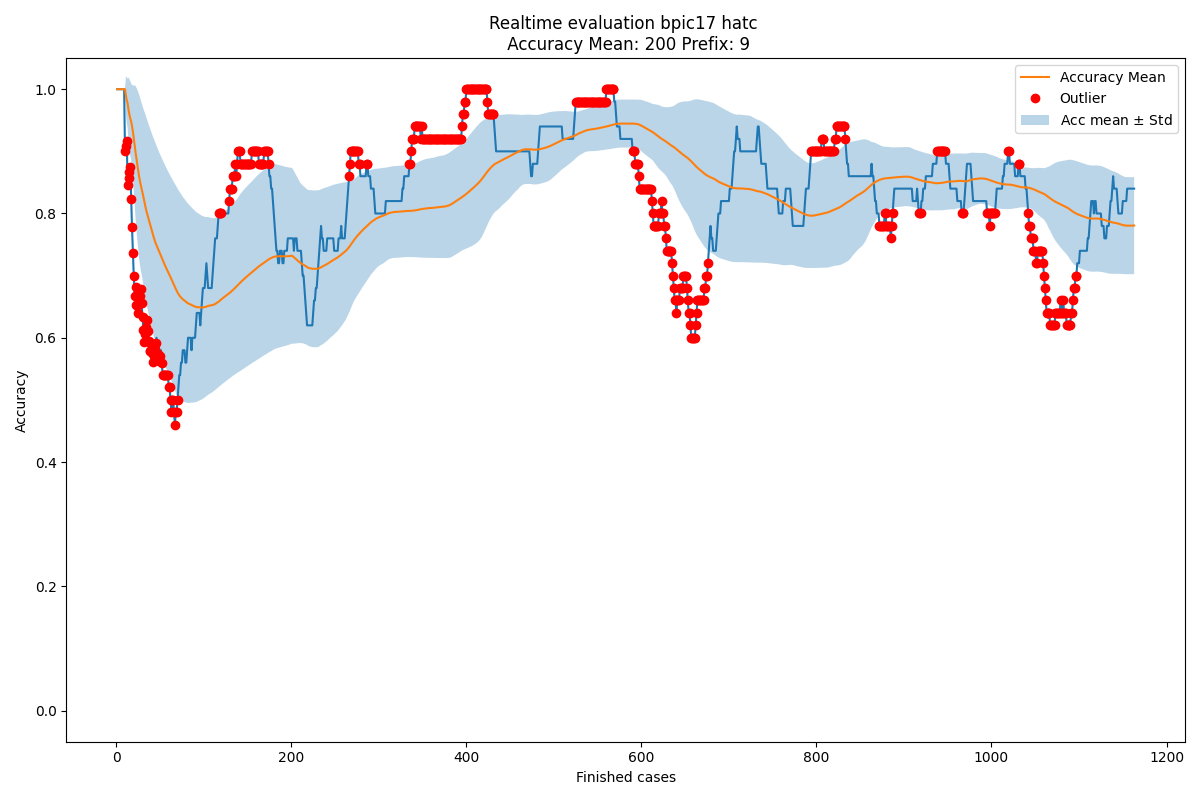 Realtime evaluation bpic17 hatc
Accuracy Mean: 200 Prefix: 9
Accuracy Mean
Outlier
Acc mean ± Std
1.0
0.8
0.6
0.4
0.2
0.0
Accuracy
0
200
400
600
800
1000
1200
Finished cases